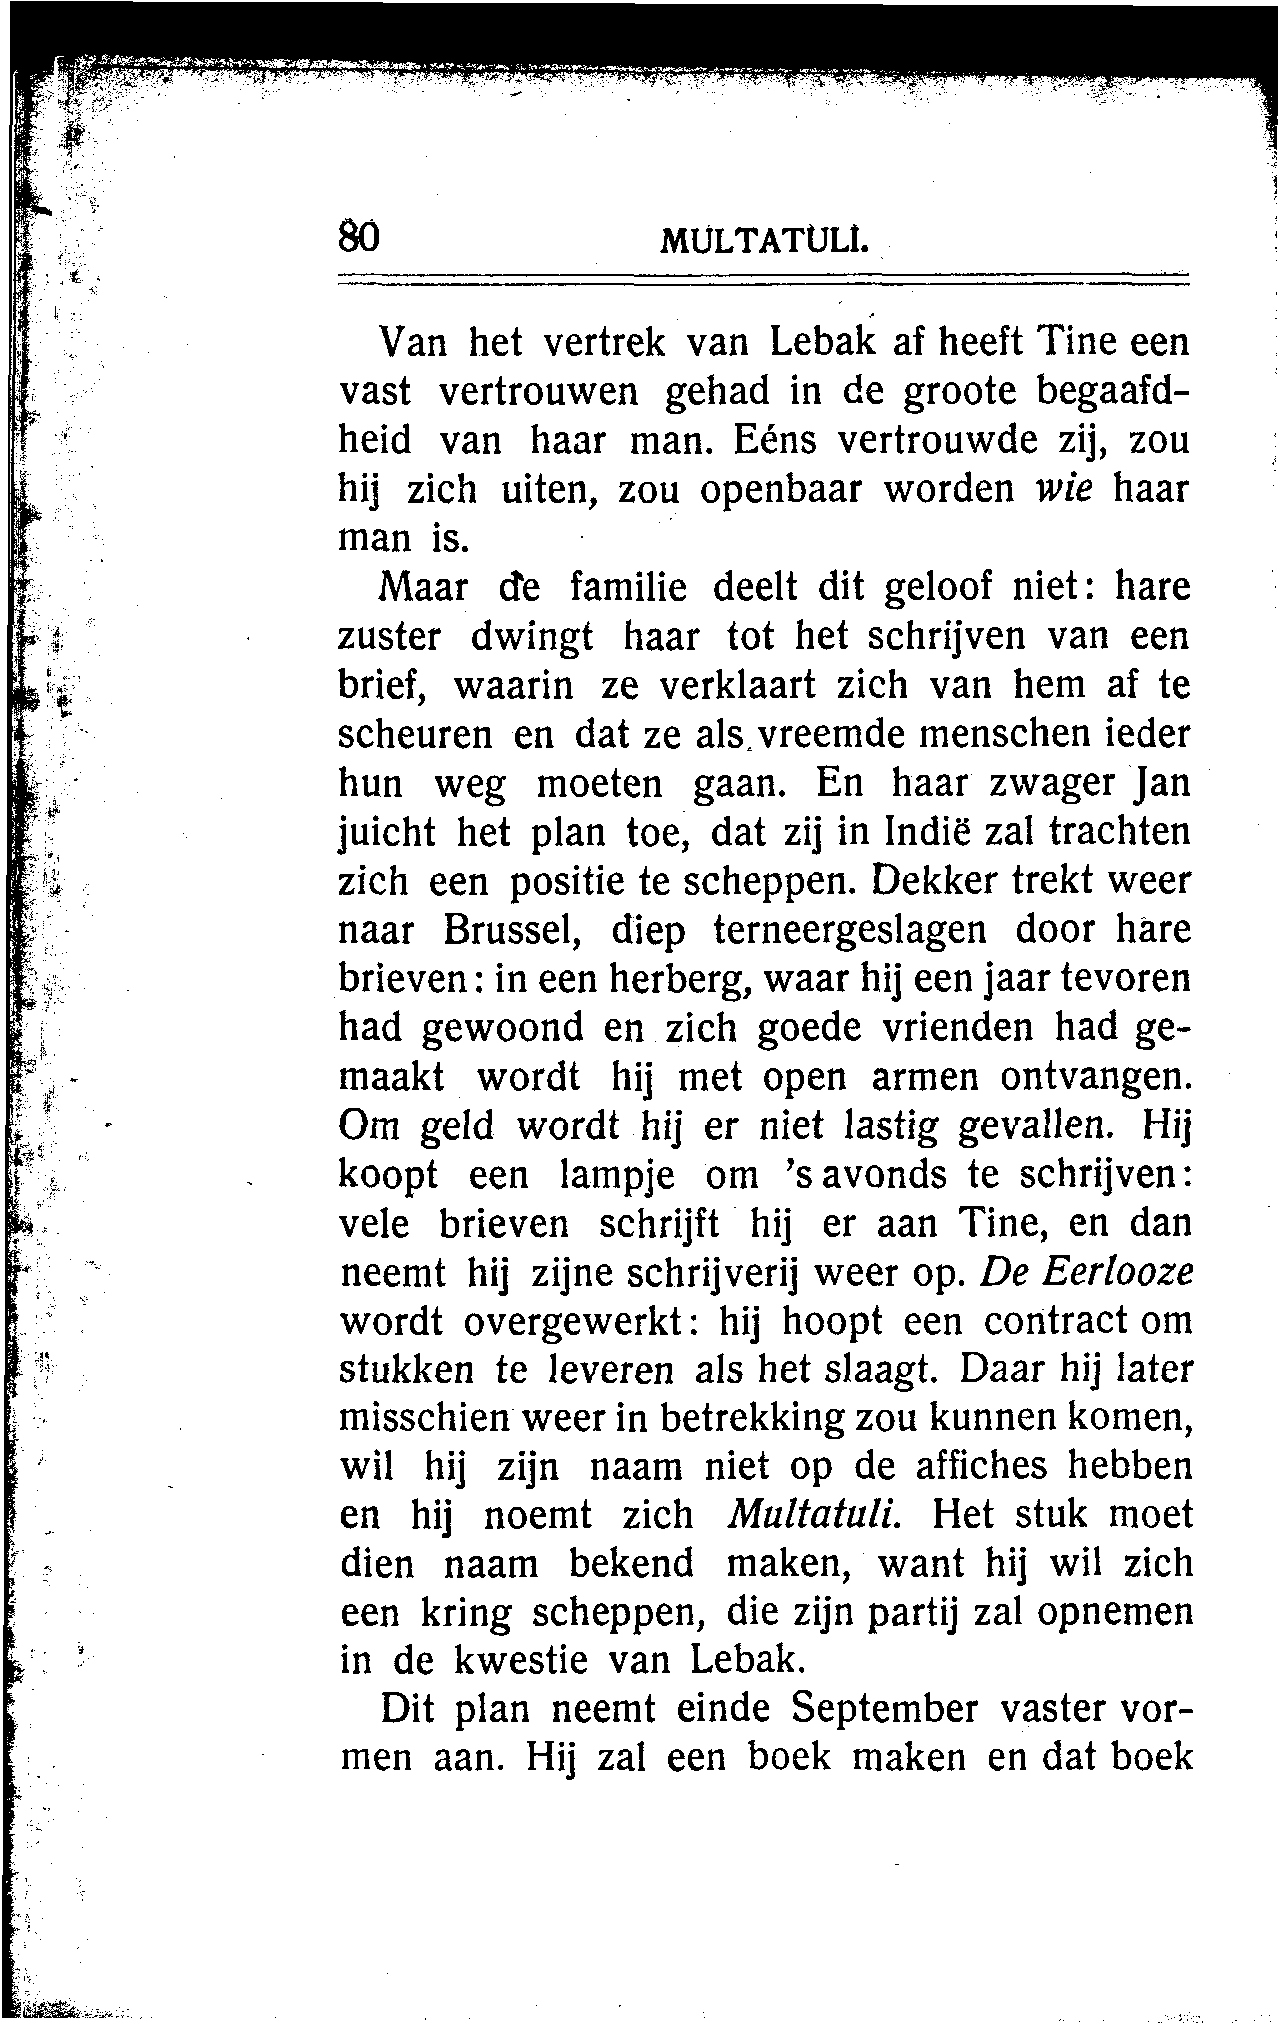 80 MULTATULI.
Van het vertrek van Lebak af heeft Tine een
vast vertrouwen gehad in de groote begaafd-
heid van haar man. Eéns vertrouwde zij, zou
hij zich uiten, zou openbaar worden wie haar
man is.
Maar de familie deelt dit geloof niet: hare
zuster dwingt haar tot het schrijven van een
brief, waarin ze verklaart zich van hem af te
scheuren en dat ze als vreemde menschen ieder
hun weg moeten gaan. En haar zwager Jan
juicht het plan toe, dat zij in Indië zal trachten
zich een positie te scheppen. Dekker trekt weer
naar Brussel, diep terneergeslagen door hare
brieven: in een herberg, waar hij een jaar tevoren
had gewoond en zich goede vrienden had ge-
maakt wordt hij met open armen ontvangen.
Om geld wordt hij er niet lastig gevallen. Hij
koopt een lampje om 's avonds te schrijven:
vele brieven schrijft hij er aan Tine, en dan
neemt hij zijne schrijverij weer op. De Eerlooze
wordt overgewerkt: hij hoopt een contract om
stukken te leveren als het slaagt. Daar hij later
misschien weer in betrekking zou kunnen komen,
wil hij zijn naam niet op de affiches hebben
en hij noemt zich Multatuli. Het stuk moet
dien naam bekend maken, want hij wil zich
een kring scheppen, die zijn partij zal opnemen
in de kwestie van Lebak.
Dit plan neemt einde September vaster vor-
men aan. Hij zal een boek maken en dat boek